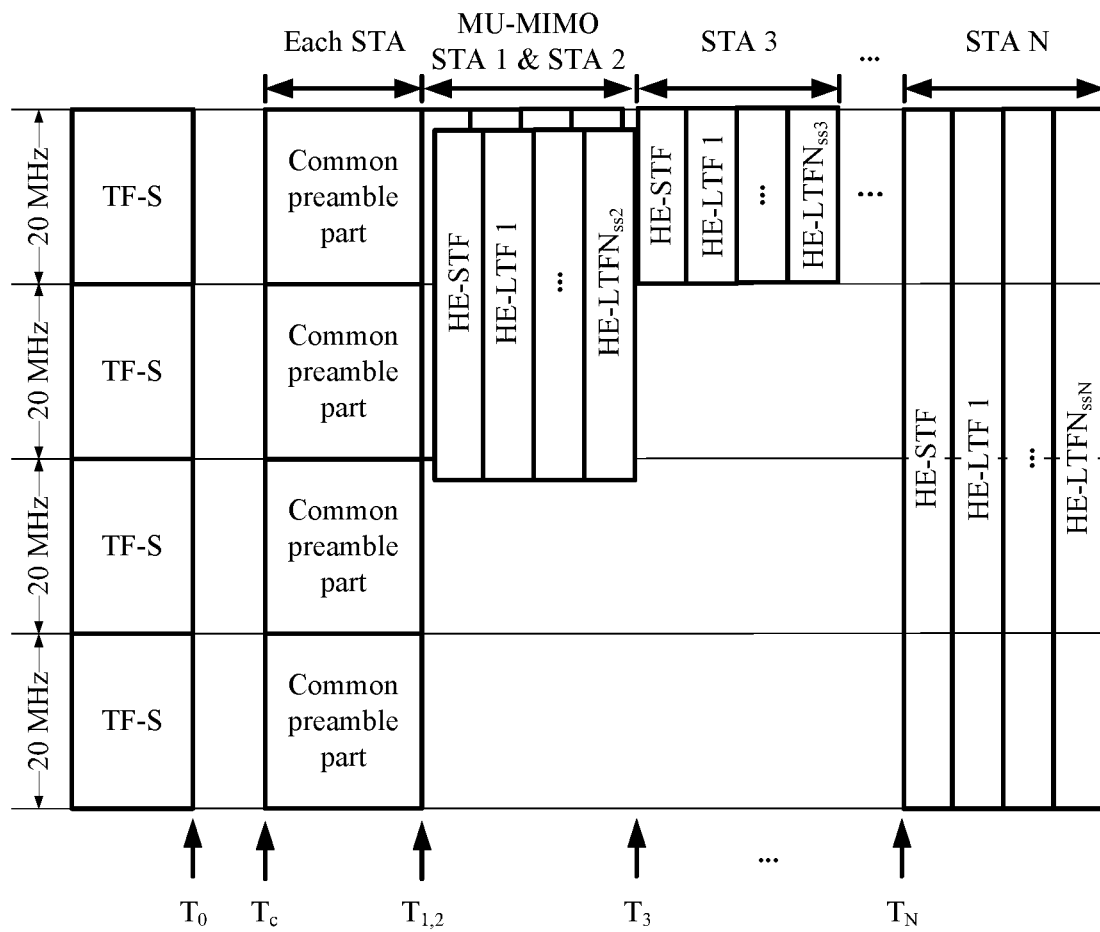 Each STA
MU-MIMO
STA 1 & STA 2
STA 3
...
STA N
20 MHz
TF-S
Common
preamble
part
HE-STF
HE-LTF 1
...
HE-LTFNss2
HE-STF
HE-LTF 1
...
HE-LTFNss3
...
20 MHz
TF-S
Common
preamble
part
HE-STF
HE-LTF 1
...
HE-LTFNssN
20 MHz
TF-S
Common
preamble
part
20 MHz
TF-S
Common
preamble
part
...
T0
Tc
T1,2
T3
TN